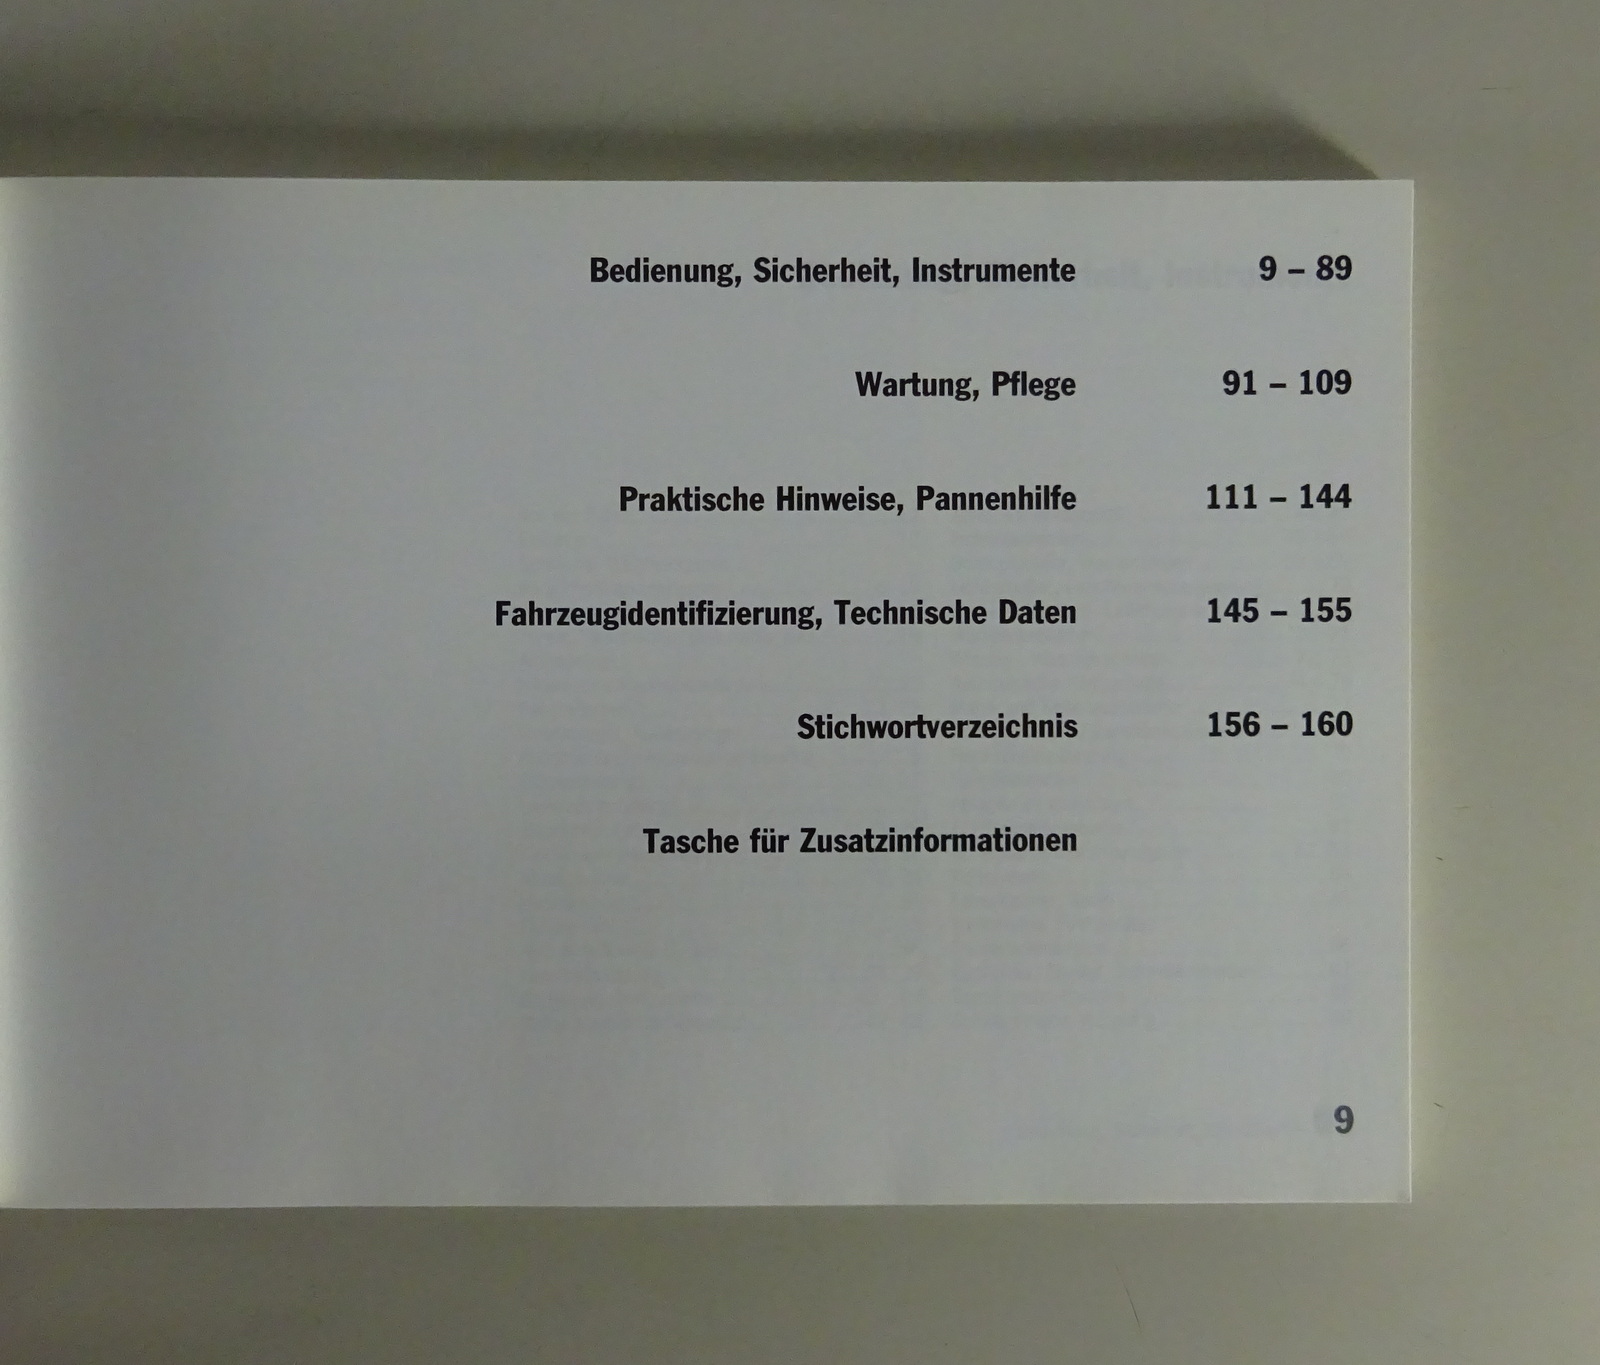 Bedienung, Sicherheit, Instrumente 9 – 89
Wartung, Pflege 91 – 109
Praktische Hinweise, Pannenhilfe 111 – 144
Fahrzeugidentifizierung, Technische Daten 145 – 155
Stichwortverzeichnis 156 – 160
Tasche für Zusatzinformationen
9